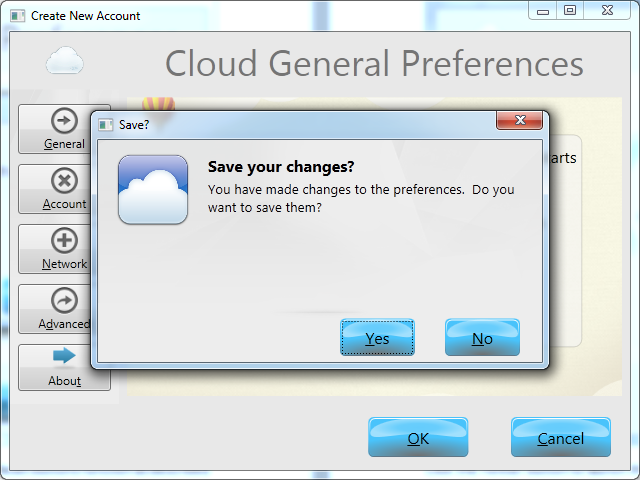 Create New Account
Cloud General Preferences
General
Account
Network
Advanced
About
arts
Save?
Save your changes?
You have made changes to the preferences.  Do you
want to save them?
Yes
No
OK
Cancel